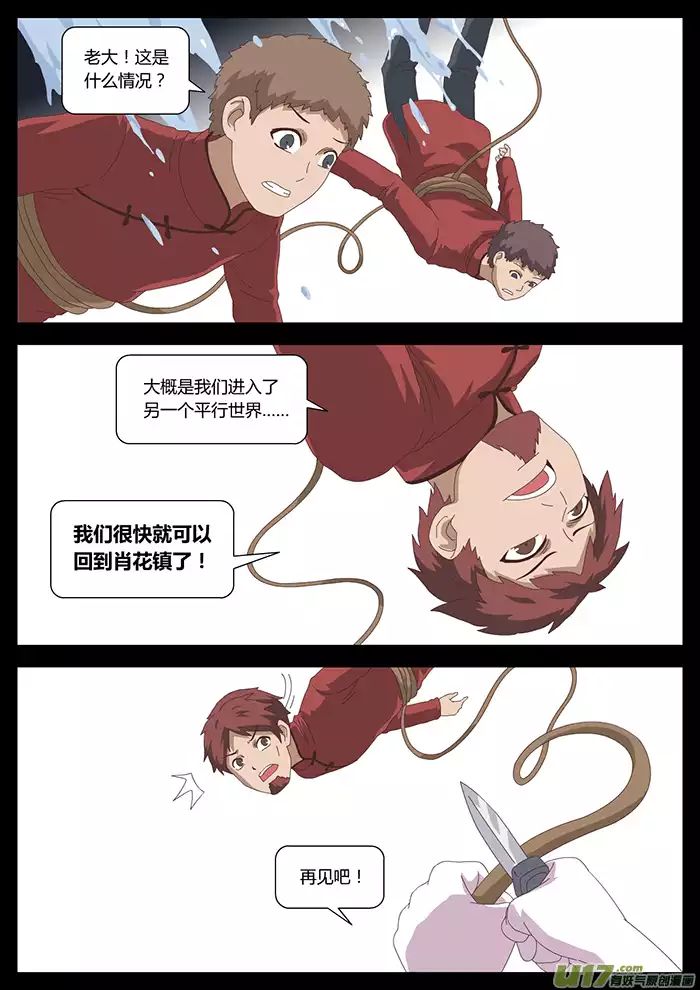 老大！这是
什么情况？
大概是我们进入了
另一个平行世界……
我们很快就可以
回到肖花镇了！
再见吧！
U17.com
有妖气原创漫画